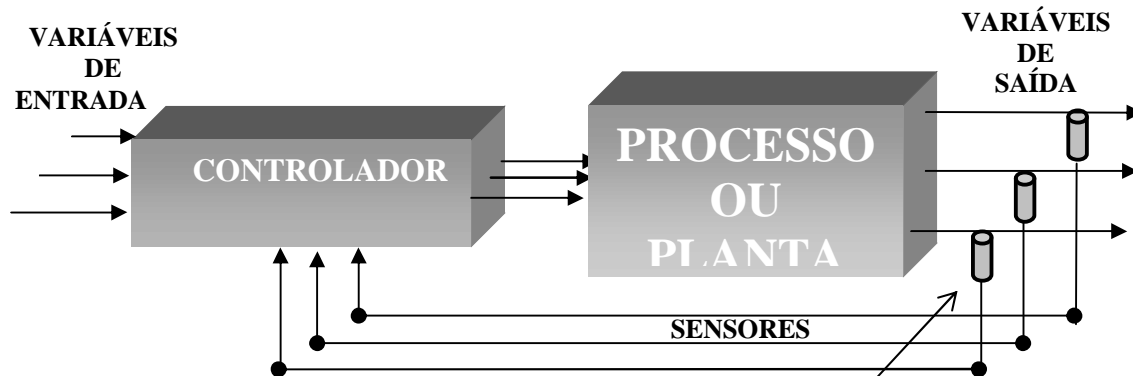 VARIÁVEIS
DE
ENTRADA
CONTROLADOR
PROCESSO
OU
PLANTA
VARIÁVEIS
DE
SAÍDA
SENSORES